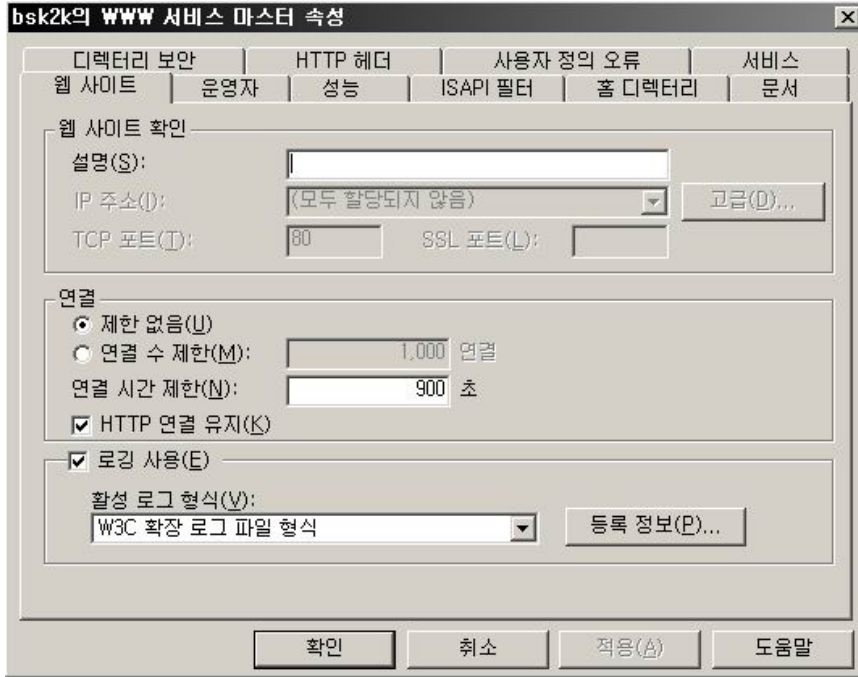 bsk2k의 WWW 서비스 마스터 속성
디렉터리 보안 HTTP 헤더 사용자 정의 오류 서비스
웹 사이트 운영자 성능 ISAPI 필터 홈 디렉터리 문서
웹 사이트 확인
설명(S):
IP 주소(I): (모두 할당되지 않음) 고급(D)...
TCP 포트(T): 80 SSL 포트(L):
연결
제한 없음(U)
연결 수 제한(M): 1,000 연결
연결 시간 제한(N): 900 초
HTTP 연결 유지(K)
로깅 사용(E)
활성 로그 형식(V):
W3C 확장 로그 파일 형식 등록 정보(P)...
확인 취소 적용(A) 도움말